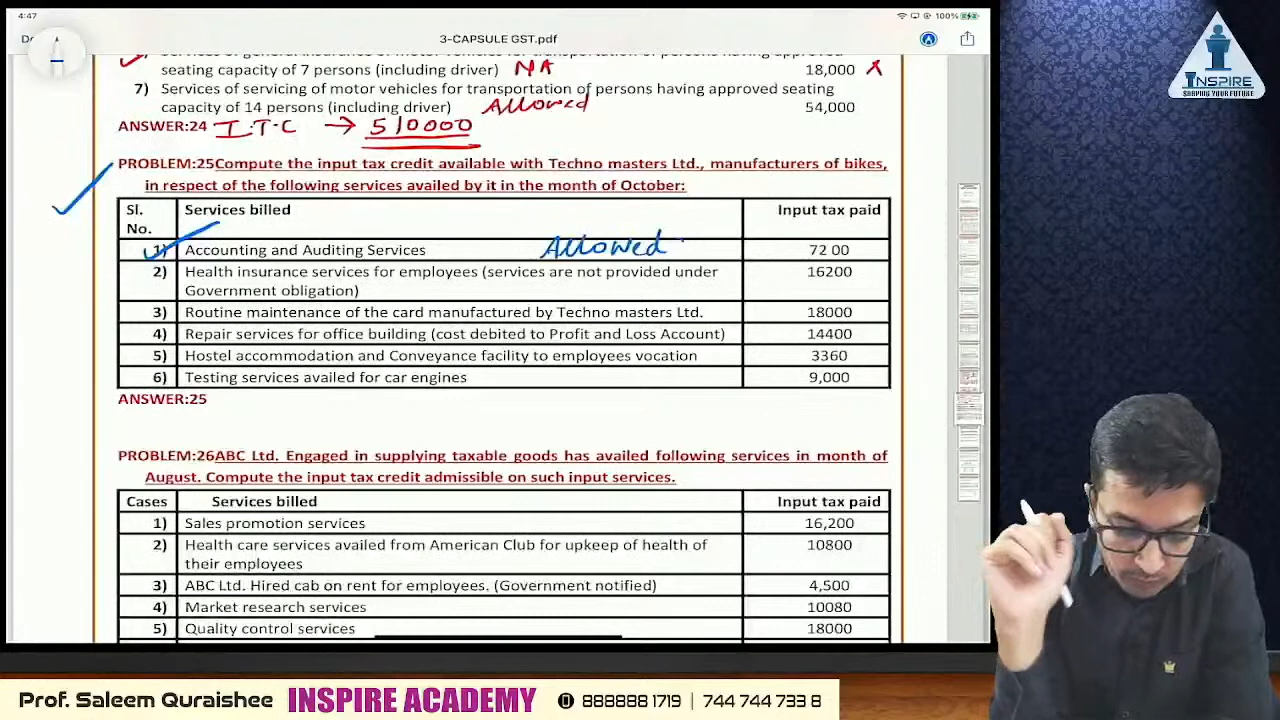 4:47
100%
3-CAPSULE GST.pdf
seating capacity of 7 persons (including driver) NA 18,000 X
7) Services of servicing of motor vehicles for transportation of persons having approved seating
capacity of 14 persons (including driver) Allowed 54,000
ANSWER:24 I.T.C → 510000
PROBLEM:25Compute the input tax credit available with Techno masters Ltd., manufacturers of bikes,
in respect of the following services availed by it in the month of October:
Sl. No. Services billed Input tax paid
1) Accounting and Auditing Services Allowed 72 00
2) Health insurance services for employees (services are not provided under 16200
Government obligation)
3) Routine maintenance of the card manufactured by Techno masters Ltd. 18000
4) Repair services for office building (cost debited to Profit and Loss Account) 14400
5) Hostel accommodation and Conveyance facility to employees vocation 3360
6) Testing services availed for car engines 9,000
ANSWER:25
PROBLEM:26ABC Ltd. Engaged in supplying taxable goods has availed following services in month of
August. Compute the input tax credit admissible on such input services.
Cases Services billed Input tax paid
1) Sales promotion services 16,200
2) Health care services availed from American Club for upkeep of health of 10800
their employees
3) ABC Ltd. Hired cab on rent for employees. (Government notified) 4,500
4) Market research services 10080
5) Quality control services 18000
INSPIRE
SHAPING YOUR FUTURE
Prof. Saleem Quraishee INSPIRE ACADEMY 888888 1719 | 744 744 733 8